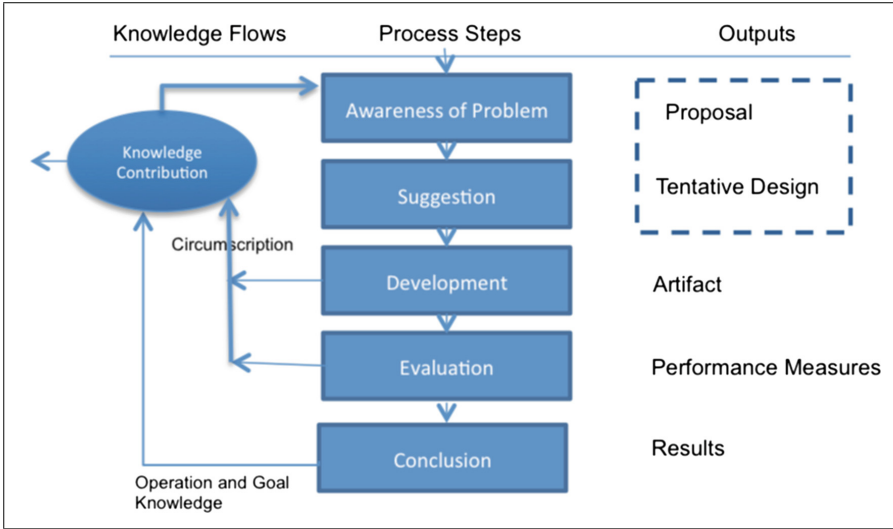 Knowledge Flows
Process Steps
Outputs
Awareness of Problem
Proposal
Knowledge
Contribution
Suggestion
Tentative Design
Circumscription
Development
Artifact
Evaluation
Performance Measures
Conclusion
Results
Operation and Goal
Knowledge